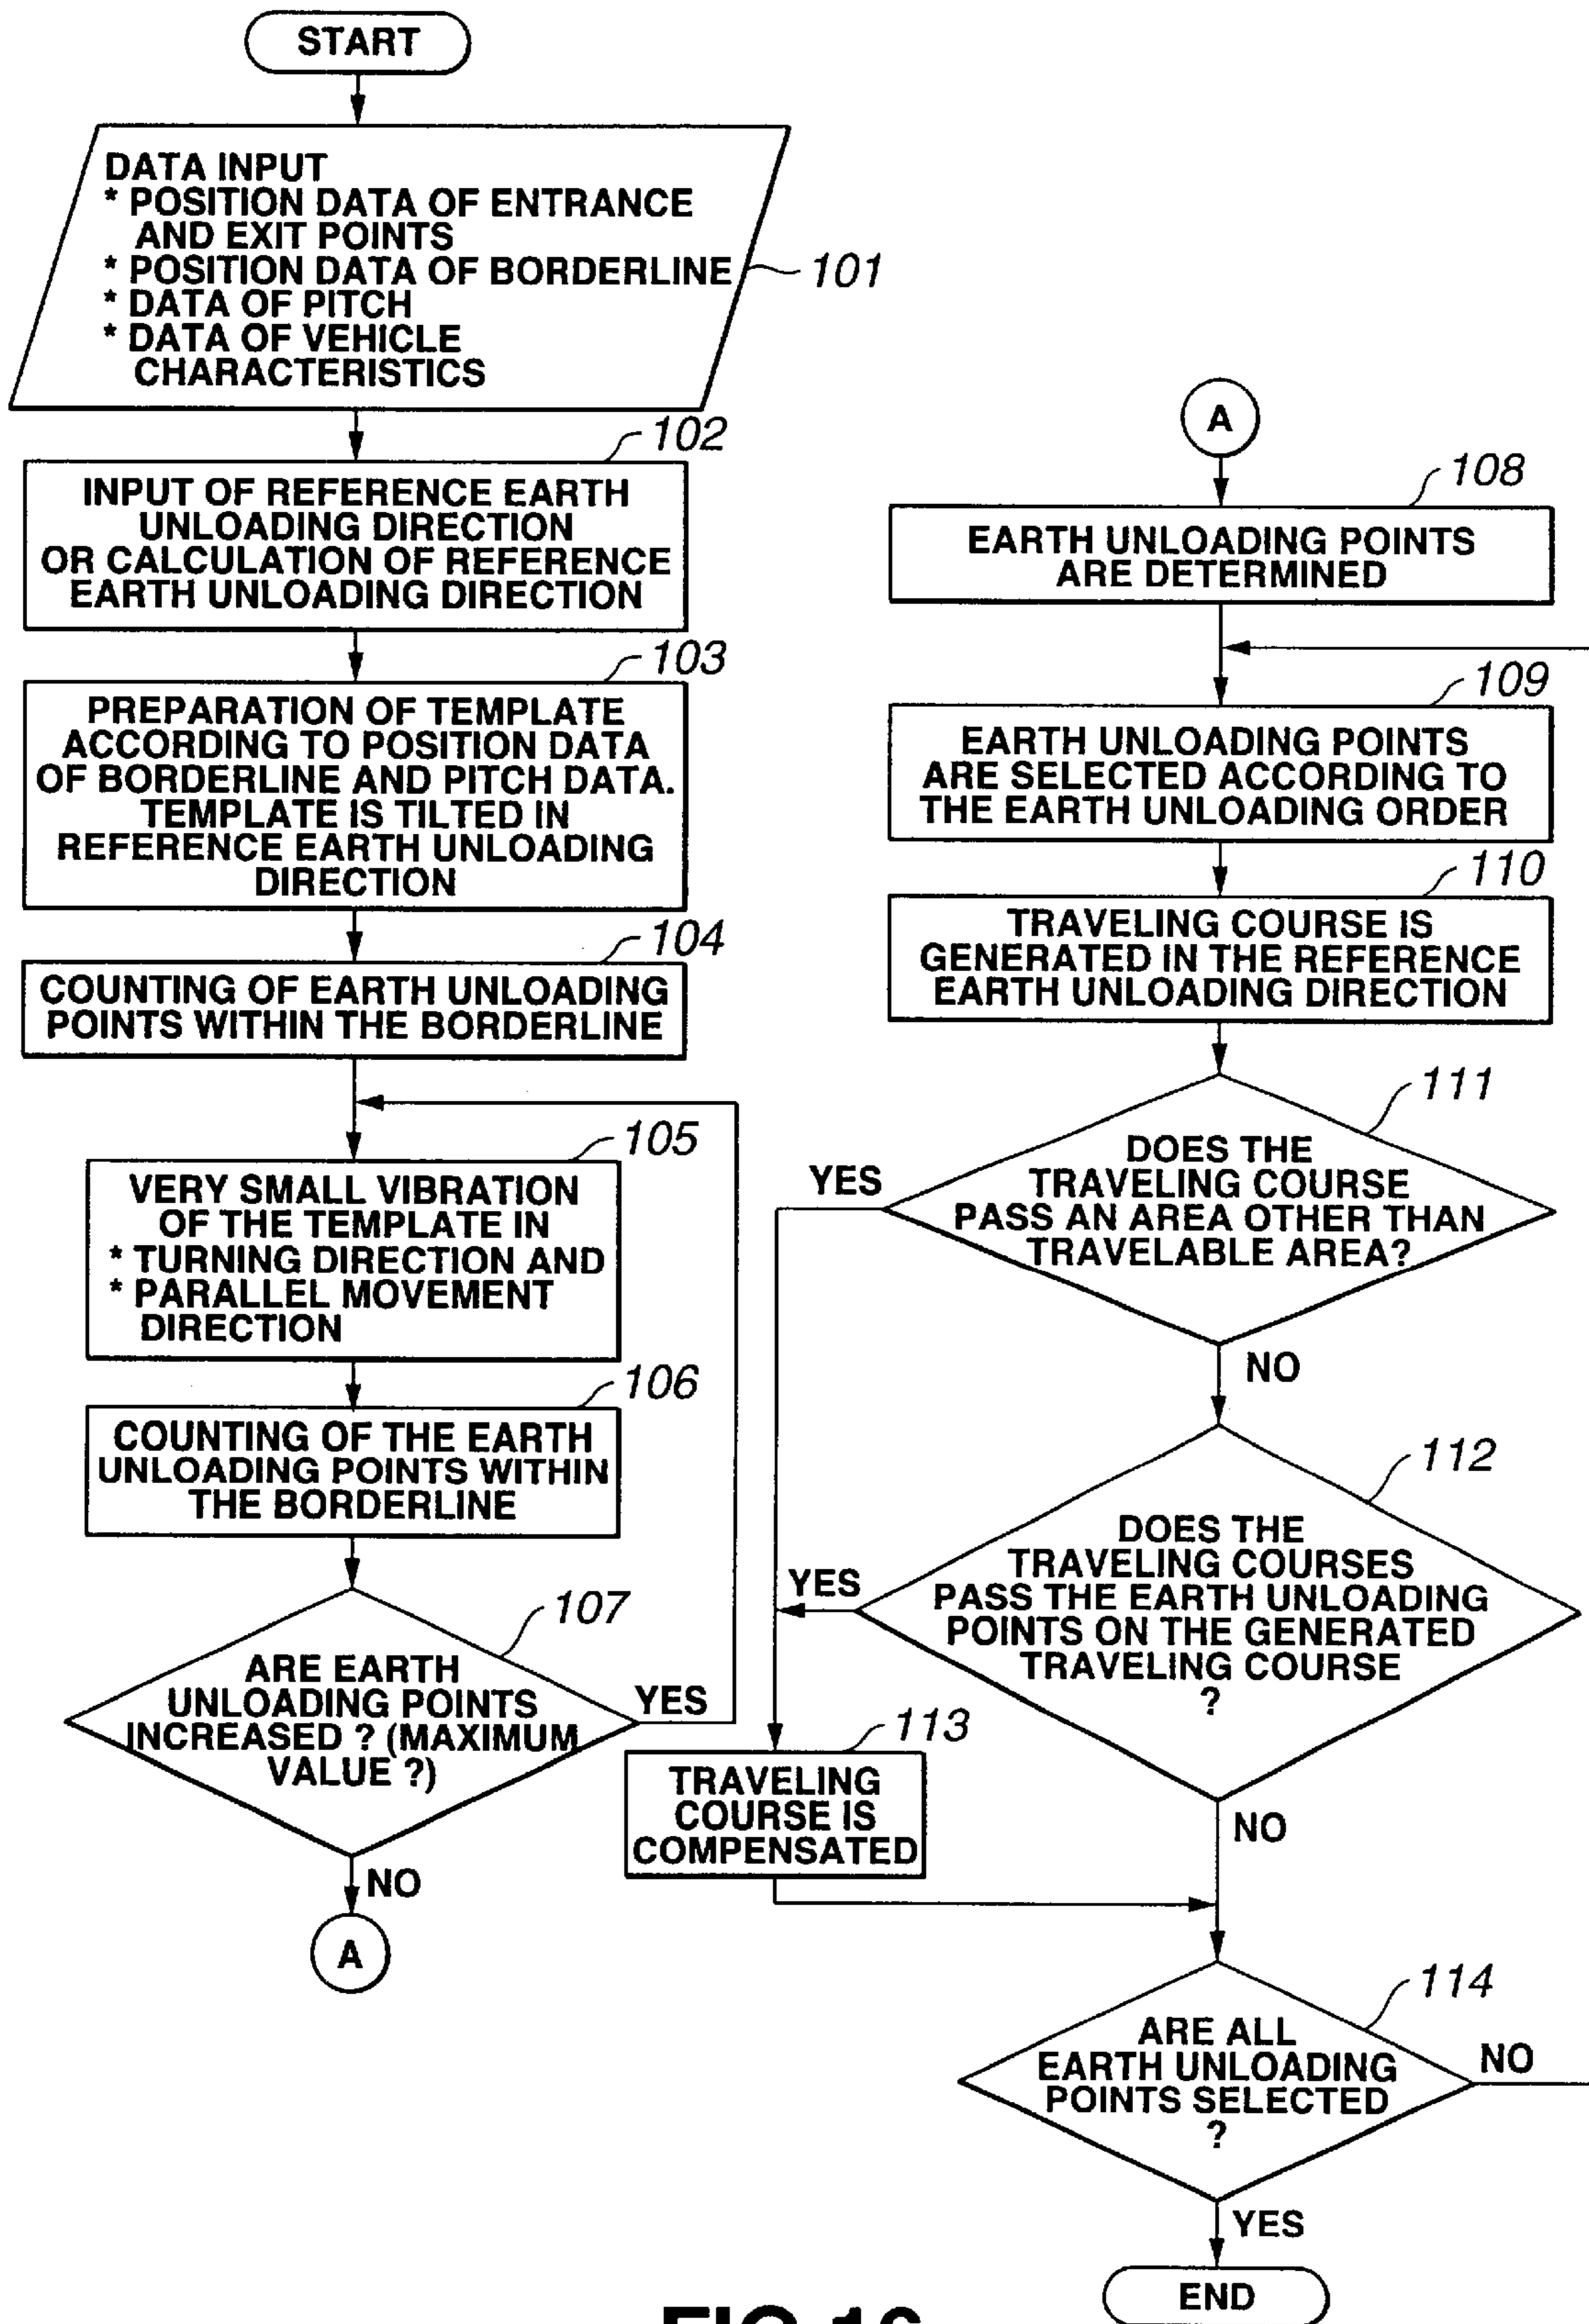 START
DATA INPUT
* POSITION DATA OF ENTRANCE
AND EXIT POINTS
* POSITION DATA OF BORDERLINE
* DATA OF PITCH
* DATA OF VEHICLE
CHARACTERISTICS
101
102
INPUT OF REFERENCE EARTH
UNLOADING DIRECTION
OR CALCULATION OF REFERENCE
EARTH UNLOADING DIRECTION
103
PREPARATION OF TEMPLATE
ACCORDING TO POSITION DATA
OF BORDERLINE AND PITCH DATA.
TEMPLATE IS TILTED IN
REFERENCE EARTH UNLOADING
DIRECTION
104
COUNTING OF EARTH UNLOADING
POINTS WITHIN THE BORDERLINE
105
VERY SMALL VIBRATION
OF THE TEMPLATE IN
* TURNING DIRECTION AND
* PARALLEL MOVEMENT
DIRECTION
106
COUNTING OF THE EARTH
UNLOADING POINTS WITHIN
THE BORDERLINE
107
ARE EARTH
UNLOADING POINTS
INCREASED ? (MAXIMUM
VALUE ?)
YES
NO
A
A
108
EARTH UNLOADING POINTS
ARE DETERMINED
109
EARTH UNLOADING POINTS
ARE SELECTED ACCORDING TO
THE EARTH UNLOADING ORDER
110
TRAVELING COURSE IS
GENERATED IN THE REFERENCE
EARTH UNLOADING DIRECTION
111
DOES THE
TRAVELING COURSE
PASS AN AREA OTHER THAN
TRAVELABLE AREA?
YES
NO
112
DOES THE
TRAVELING COURSES
PASS THE EARTH UNLOADING
POINTS ON THE GENERATED
TRAVELING COURSE
?
YES
NO
113
TRAVELING
COURSE IS
COMPENSATED
114
ARE ALL
EARTH UNLOADING
POINTS SELECTED
?
NO
YES
END